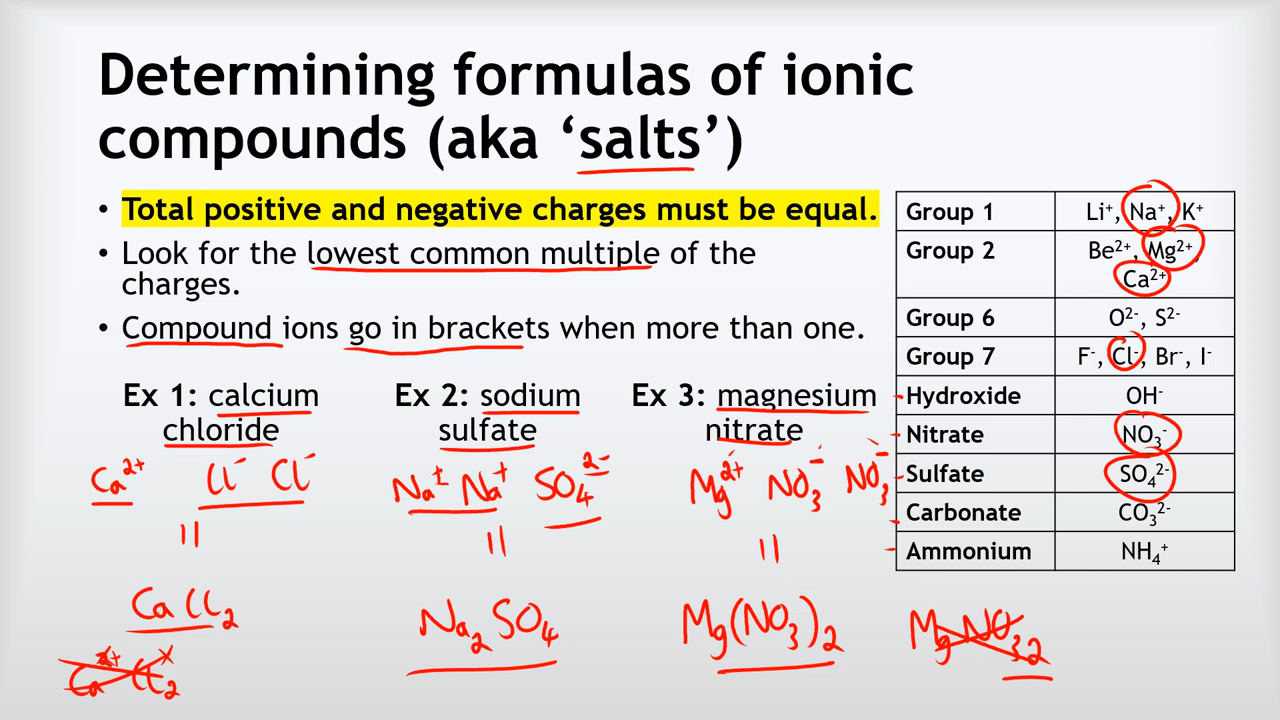 Determining formulas of ionic
compounds (aka ‘salts’)
• Total positive and negative charges must be equal.
• Look for the lowest common multiple of the
charges.
• Compound ions go in brackets when more than one.
Ex 1: calcium
chloride
Ca²⁺ Cl⁻ Cl⁻
=
CaCl₂
Ca²⁺Cl₂
Ex 2: sodium
sulfate
Na⁺ Na⁺ SO₄²⁻
=
Na₂SO₄
Ex 3: magnesium
nitrate
Mg²⁺ NO₃⁻ NO₃⁻
=
Mg(NO₃)₂
MgNO₃₂
Group 1 Li⁺, Na⁺, K⁺
Group 2 Be²⁺, Mg²⁺,
Ca²⁺
Group 6 O²⁻, S²⁻
Group 7 F⁻, Cl⁻, Br⁻, I⁻
Hydroxide OH⁻
Nitrate NO₃⁻
Sulfate SO₄²⁻
Carbonate CO₃²⁻
Ammonium NH₄⁺